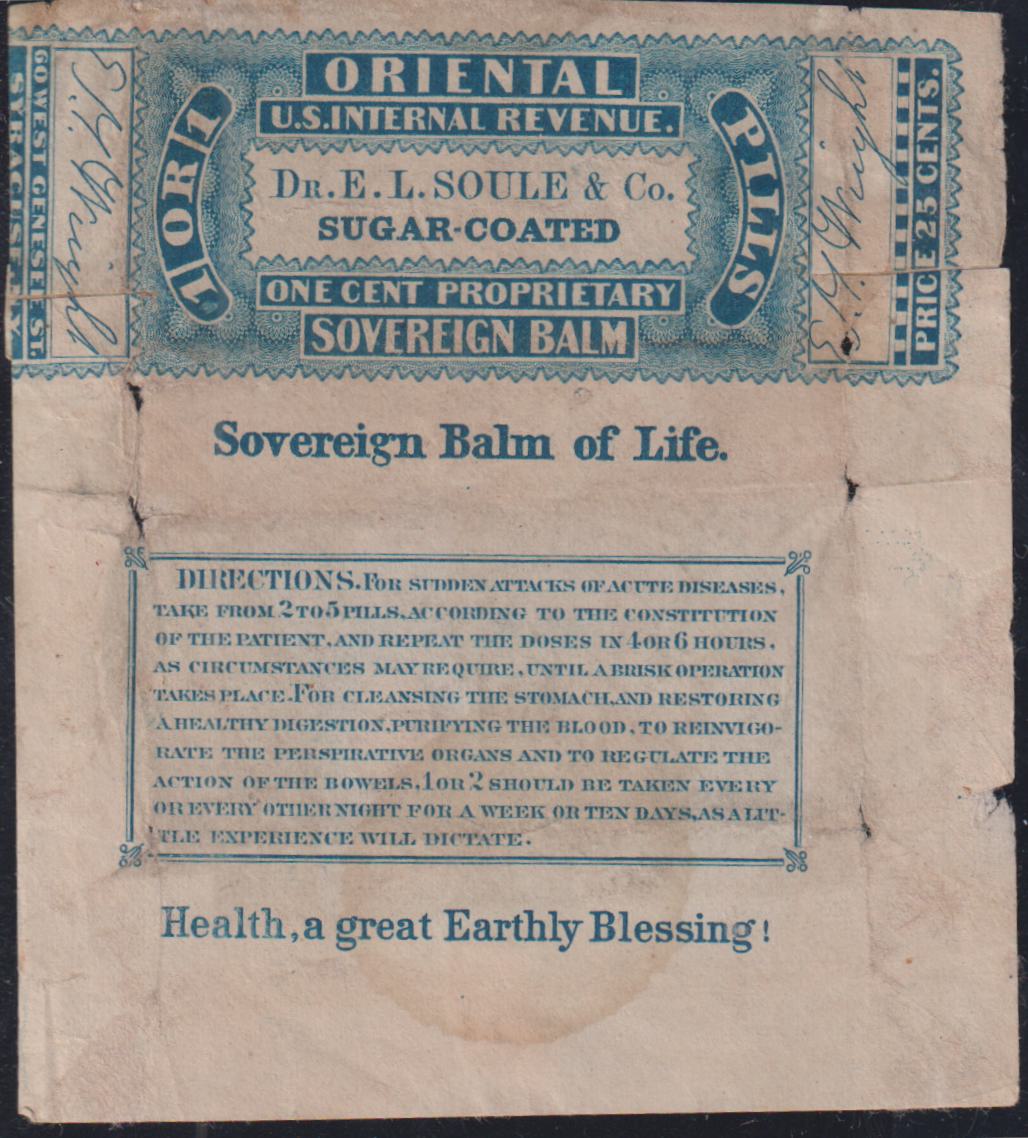 60 WEST GENESEE ST.
SYRACUSE N.Y.
E. Y. Wright
1 OR 1
ORIENTAL
U.S. INTERNAL REVENUE.
DR. E. L. SOULE & Co.
SUGAR-COATED
ONE CENT PROPRIETARY
SOVEREIGN BALM
PILLS
Wright
PRICE 25 CENTS.
Sovereign Balm of Life.
DIRECTIONS. FOR SUDDEN ATTACKS OF ACUTE DISEASES,
TAKE FROM 2 TO 5 PILLS, ACCORDING TO THE CONSTITUTION
OF THE PATIENT, AND REPEAT THE DOSES IN 4 OR 6 HOURS,
AS CIRCUMSTANCES MAY REQUIRE, UNTIL A BRISK OPERATION
TAKES PLACE. FOR CLEANSING THE STOMACH, AND RESTORING
A HEALTHY DIGESTION, PURIFYING THE BLOOD, TO REINVIGO-
RATE THE PERSPIRATIVE ORGANS AND TO REGULATE THE
ACTION OF THE BOWELS, 1 OR 2 SHOULD BE TAKEN EVERY
OR EVERY OTHER NIGHT FOR A WEEK OR TEN DAYS, AS A LIT-
TLE EXPERIENCE WILL DICTATE.
Health, a great Earthly Blessing!